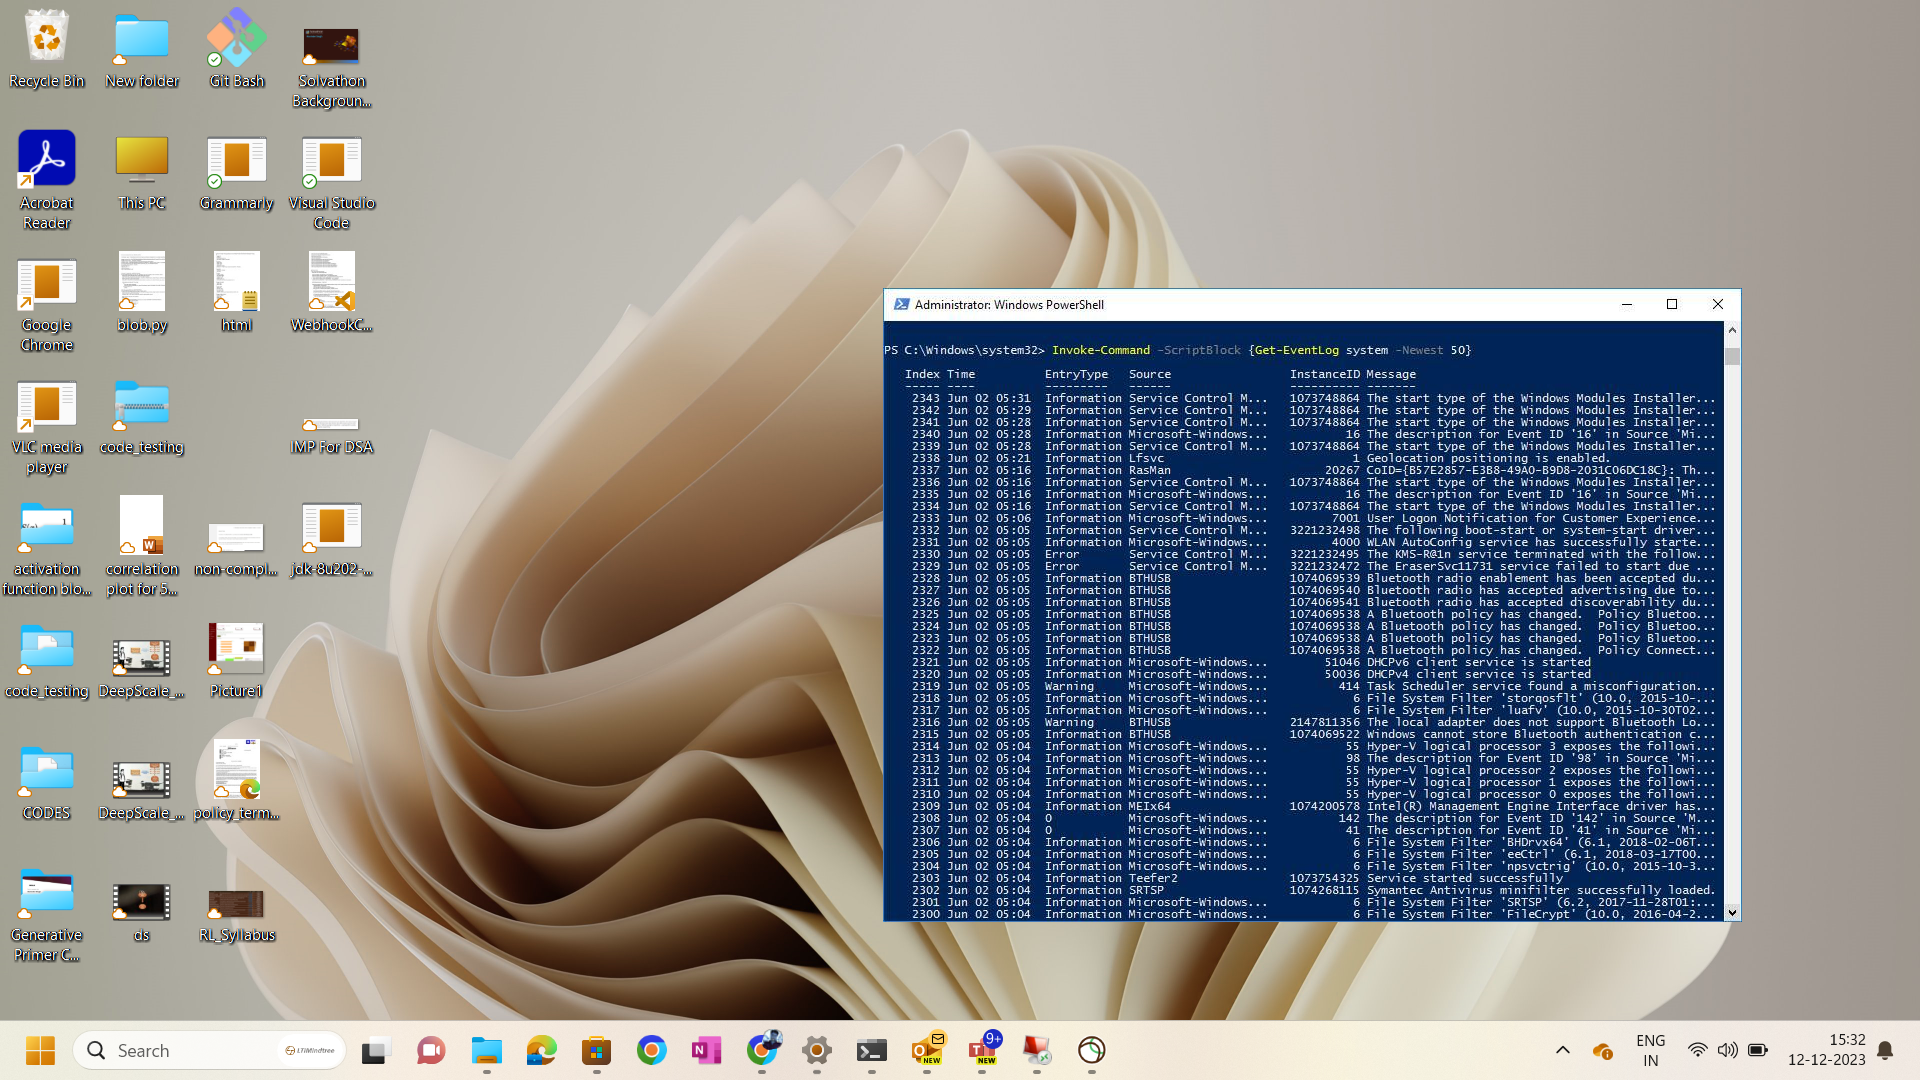 Recycle Bin
New folder
Git Bash
Solvathon
Backgroun...
Acrobat
Reader
This PC
Grammarly
Visual Studio
Code
Google
Chrome
blob.py
html
WebhookC...
VLC media
player
code_testing
IMP For DSA
activation
function blo...
correlation
plot for 5...
non-compl...
jdk-8u202-...
code_testing
DeepScale_...
Picture1
CODES
DeepScale_...
policy_term...
Generative
Primer C...
ds
RL_Syllabus
Administrator: Windows PowerShell
PS C:\Windows\system32> Invoke-Command -ScriptBlock {Get-EventLog system -Newest 50}
Index Time EntryType Source InstanceID Message
----- ---- --------- ------ ---------- -------
2343 Jun 02 05:31 Information Service Control M... 1073748864 The start type of the Windows Modules Installer...
2342 Jun 02 05:29 Information Service Control M... 1073748864 The start type of the Windows Modules Installer...
2341 Jun 02 05:28 Information Service Control M... 1073748864 The start type of the Windows Modules Installer...
2340 Jun 02 05:28 Information Microsoft-Windows... 16 The description for Event ID '16' in Source 'Mi...
2339 Jun 02 05:28 Information Service Control M... 1073748864 The start type of the Windows Modules Installer...
2338 Jun 02 05:21 Information Lfsvc 1 Geolocation positioning is enabled.
2337 Jun 02 05:16 Information RasMan 20267 CoID={B57E2857-E3B8-49A0-B9D8-2031C06DC18C}: Th...
2336 Jun 02 05:16 Information Service Control M... 1073748864 The start type of the Windows Modules Installer...
2335 Jun 02 05:16 Information Microsoft-Windows... 16 The description for Event ID '16' in Source 'Mi...
2334 Jun 02 05:16 Information Service Control M... 1073748864 The start type of the Windows Modules Installer...
2333 Jun 02 05:06 Information Microsoft-Windows... 7001 User Logon Notification for Customer Experience...
2332 Jun 02 05:05 Information Service Control M... 3221232498 The following boot-start or system-start driver...
2331 Jun 02 05:05 Information Microsoft-Windows... 4000 WLAN AutoConfig service has successfully starte...
2330 Jun 02 05:05 Error Service Control M... 3221232495 The KMS-R@1n service terminated with the follow...
2329 Jun 02 05:05 Error Service Control M... 3221232472 The EraserSvc11731 service failed to start due ...
2328 Jun 02 05:05 Information BTHUSB 1074069539 Bluetooth radio enablement has been accepted du...
2327 Jun 02 05:05 Information BTHUSB 1074069540 Bluetooth radio has accepted advertising due to...
2326 Jun 02 05:05 Information BTHUSB 1074069541 Bluetooth radio has accepted discoverability du...
2325 Jun 02 05:05 Information BTHUSB 1074069538 A Bluetooth policy has changed. Policy Bluetoo...
2324 Jun 02 05:05 Information BTHUSB 1074069538 A Bluetooth policy has changed. Policy Bluetoo...
2323 Jun 02 05:05 Information BTHUSB 1074069538 A Bluetooth policy has changed. Policy Bluetoo...
2322 Jun 02 05:05 Information BTHUSB 1074069538 A Bluetooth policy has changed. Policy Connect...
2321 Jun 02 05:05 Information Microsoft-Windows... 51046 DHCPv6 client service is started
2320 Jun 02 05:05 Information Microsoft-Windows... 50036 DHCPv4 client service is started
2319 Jun 02 05:05 Warning Microsoft-Windows... 414 Task Scheduler service found a misconfiguration...
2318 Jun 02 05:05 Information Microsoft-Windows... 6 File System Filter 'storqosflt' (10.0, 2015-10-...
2317 Jun 02 05:05 Information Microsoft-Windows... 6 File System Filter 'luafv' (10.0, 2015-10-30T02...
2316 Jun 02 05:05 Warning BTHUSB 2147811356 The local adapter does not support Bluetooth Lo...
2315 Jun 02 05:05 Information BTHUSB 1074069522 Windows cannot store Bluetooth authentication c...
2314 Jun 02 05:04 Information Microsoft-Windows... 55 Hyper-V logical processor 3 exposes the followi...
2313 Jun 02 05:04 Information Microsoft-Windows... 98 The description for Event ID '98' in Source 'Mi...
2312 Jun 02 05:04 Information Microsoft-Windows... 55 Hyper-V logical processor 2 exposes the followi...
2311 Jun 02 05:04 Information Microsoft-Windows... 55 Hyper-V logical processor 1 exposes the followi...
2310 Jun 02 05:04 Information Microsoft-Windows... 55 Hyper-V logical processor 0 exposes the followi...
2309 Jun 02 05:04 Information MEIx64 1074200578 Intel(R) Management Engine Interface driver has...
2308 Jun 02 05:04 0 Microsoft-Windows... 142 The description for Event ID '142' in Source 'M...
2307 Jun 02 05:04 0 Microsoft-Windows... 41 The description for Event ID '41' in Source 'Mi...
2306 Jun 02 05:04 Information Microsoft-Windows... 6 File System Filter 'BHDrvx64' (6.1, 2018-02-06T...
2305 Jun 02 05:04 Information Microsoft-Windows... 6 File System Filter 'eeCtrl' (6.1, 2018-03-17T00...
2304 Jun 02 05:04 Information Microsoft-Windows... 6 File System Filter 'npsvctrig' (10.0, 2015-10-3...
2303 Jun 02 05:04 Information Teefer2 1073754325 Service started successfully
2302 Jun 02 05:04 Information SRTSP 1074268115 Symantec Antivirus minifilter successfully loaded.
2301 Jun 02 05:04 Information Microsoft-Windows... 6 File System Filter 'SRTSP' (6.2, 2017-11-28T01:...
2300 Jun 02 05:04 Information Microsoft-Windows... 6 File System Filter 'FileCrypt' (10.0, 2016-04-2...
Search
LTIMindtree
NEW
9+
NEW
ENG
IN
15:32
12-12-2023